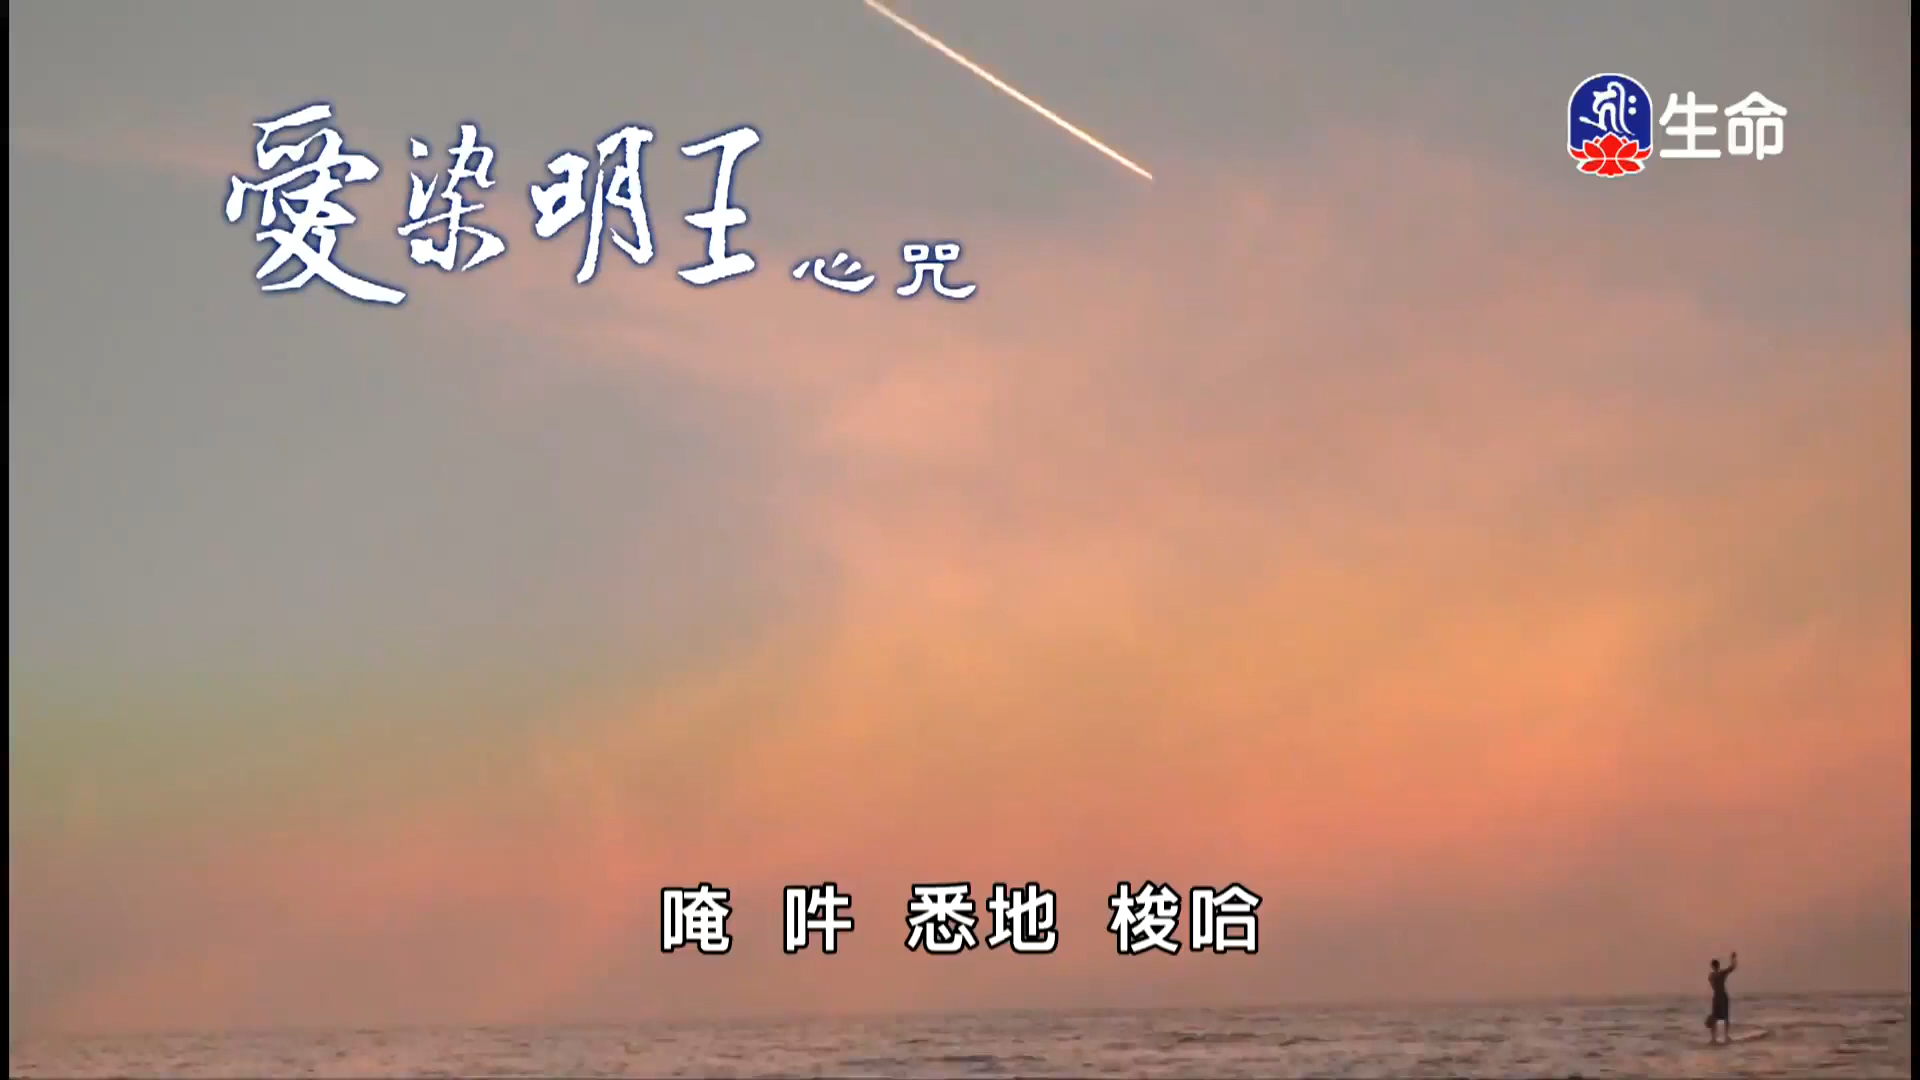 愛染明王心咒
生命
唵 吽 悉地 梭哈